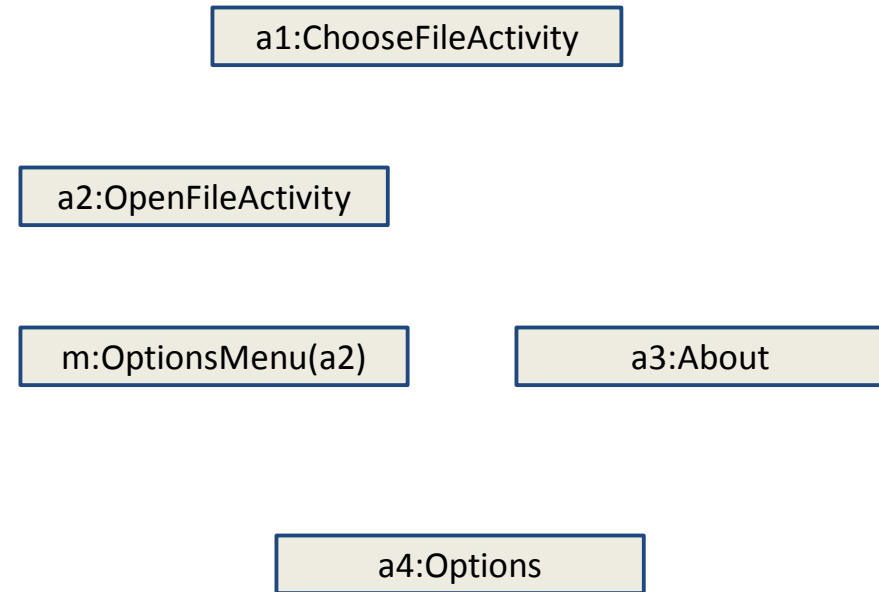 a1:ChooseFileActivity
a2:OpenFileActivity
m:OptionsMenu(a2)
a3:About
a4:Options